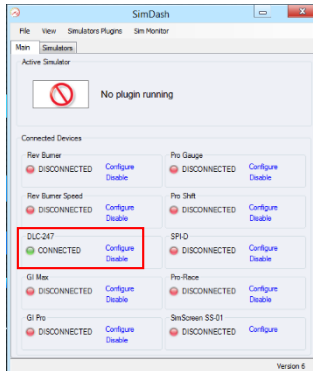 SimDash
File View Simulators Plugins Sim Monitor
Main Simulators
Active Simulator
No plugin running
Connected Devices
Rev Burner
DISCONNECTED Configure
Disable
Pro Gauge
DISCONNECTED Configure
Disable
Rev Burner Speed
DISCONNECTED Configure
Disable
Pro Shift
DISCONNECTED Configure
Disable
DLC-247
CONNECTED Configure
Disable
SPI-D
DISCONNECTED Configure
Disable
GI Max
DISCONNECTED Configure
Disable
Pro-Race
DISCONNECTED Configure
Disable
GI Pro
DISCONNECTED Configure
Disable
SimScreen SS-01
DISCONNECTED Configure
Version 6